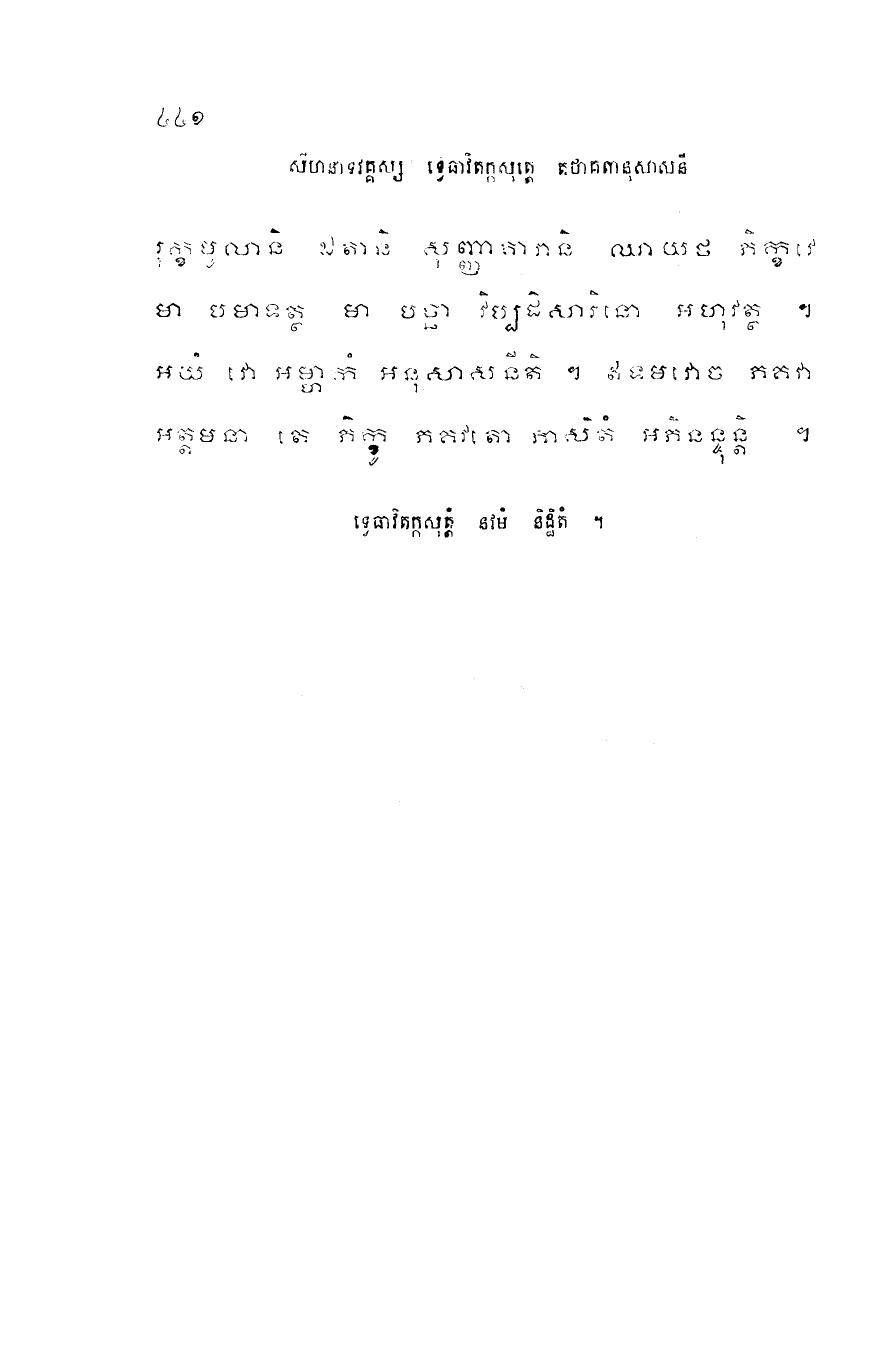 ៤៤១
សីហនាទវគ្គស្ស ទ្វេធាវិតក្កសុត្តេ តថាគតានុសាសនី
រុក្ខមូលានិ ឯតានិ សុញ្ញាគារានិ ឈាយថ ភិក្ខវេ
មា បមាទត្ថ មា បច្ឆា វិប្បដិសារិនោ អហុវត្ថ ។
អយំ វោ អម្ហាកំ អនុសាសនីតិ ។ ឥទមវោច ភគវា
អត្តមនា តេ ភិក្ខូ ភគវតោ ភាសិតំ អភិនន្ទុន្តិ ។
ទ្វេធាវិតក្កសុត្តំ នវមំ និដ្ឋិតំ ។